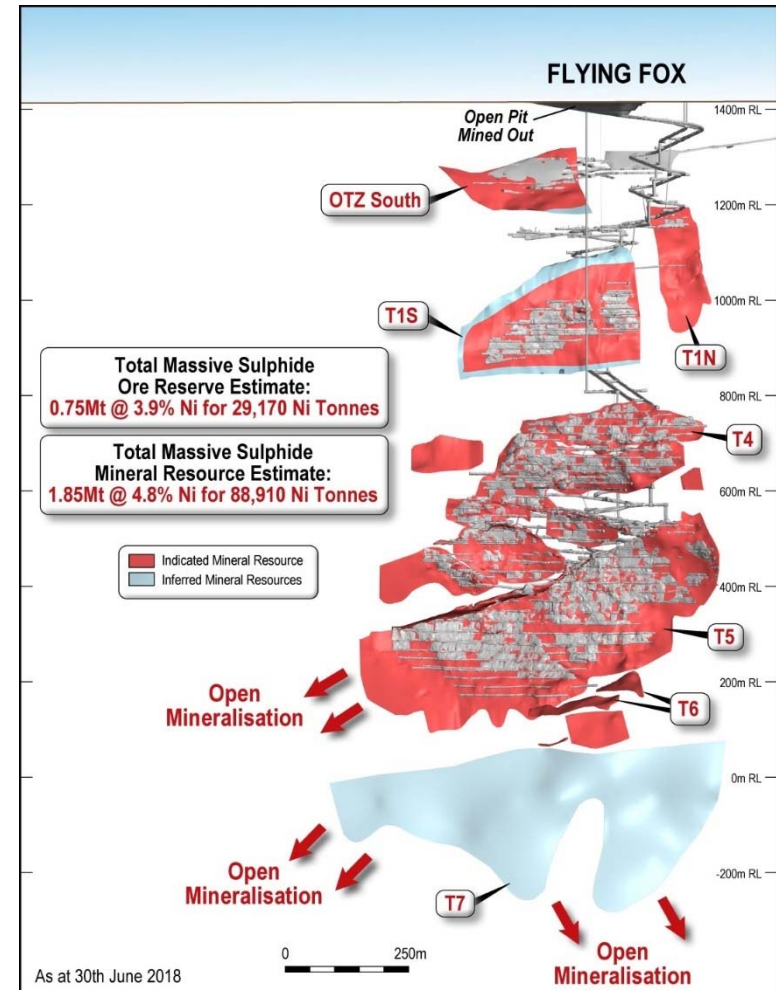 FLYING FOX
Open Pit
Mined Out
1400m RL
OTZ South
1200m RL
T1S
1000m RL
T1N
Total Massive Sulphide
Ore Reserve Estimate:
0.75Mt @ 3.9% Ni for 29,170 Ni Tonnes
800m RL
T4
Total Massive Sulphide
Mineral Resource Estimate:
1.85Mt @ 4.8% Ni for 88,910 Ni Tonnes
600m RL
Indicated Mineral Resource
Inferred Mineral Resources
400m RL
T5
Open
Mineralisation
200m RL
T6
0m RL
Open
Mineralisation
-200m RL
T7
Open
Mineralisation
0 250m
As at 30th June 2018